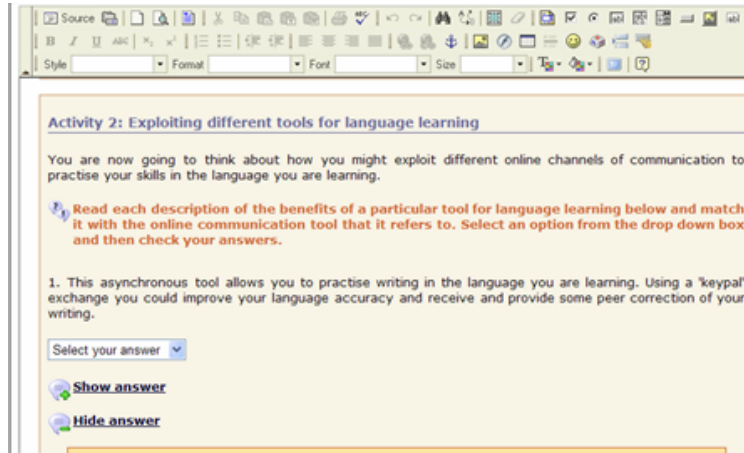 Source
B I U ABC x₂ x²
Style Format Font Size
Activity 2: Exploiting different tools for language learning
You are now going to think about how you might exploit different online channels of communication to
practise your skills in the language you are learning.
Read each description of the benefits of a particular tool for language learning below and match
it with the online communication tool that it refers to. Select an option from the drop down box
and then check your answers.
1. This asynchronous tool allows you to practise writing in the language you are learning. Using a 'keypal'
exchange you could improve your language accuracy and receive and provide some peer correction of your
writing.
Select your answer
Show answer
Hide answer